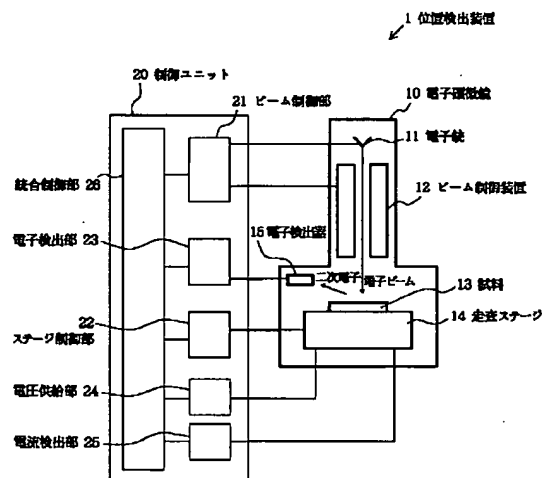 1 位置検出装置
20 制御ユニット
10 電子顕微鏡
21 ビーム制御部
11 電子銃
12 ビーム制御装置
統合制御部 26
15 電子検出器
電子検出部 23
二次電子
電子ビーム
13 試料
22
14 走査ステージ
ステージ制御部
電圧供給部 24
電流検出部 25